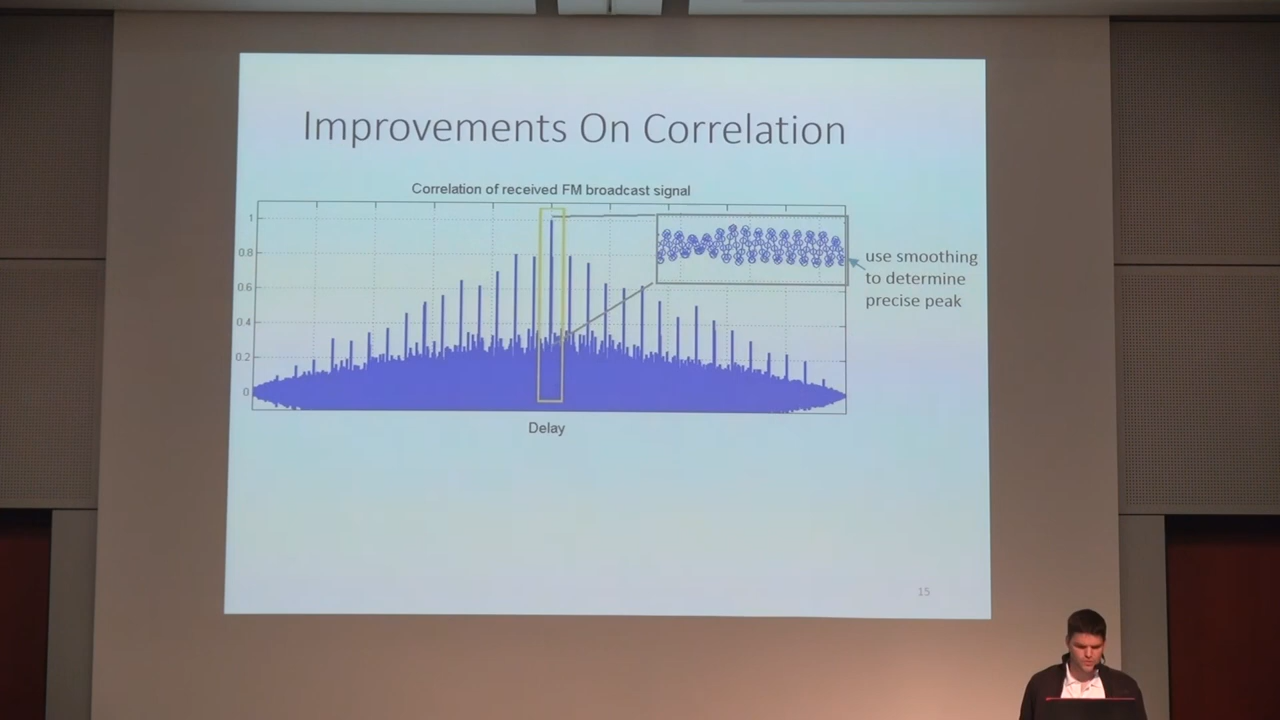 Improvements On Correlation
Correlation of received FM broadcast signal
1
0.8
0.6
0.4
0.2
0
Delay
use smoothing
to determine
precise peak
15